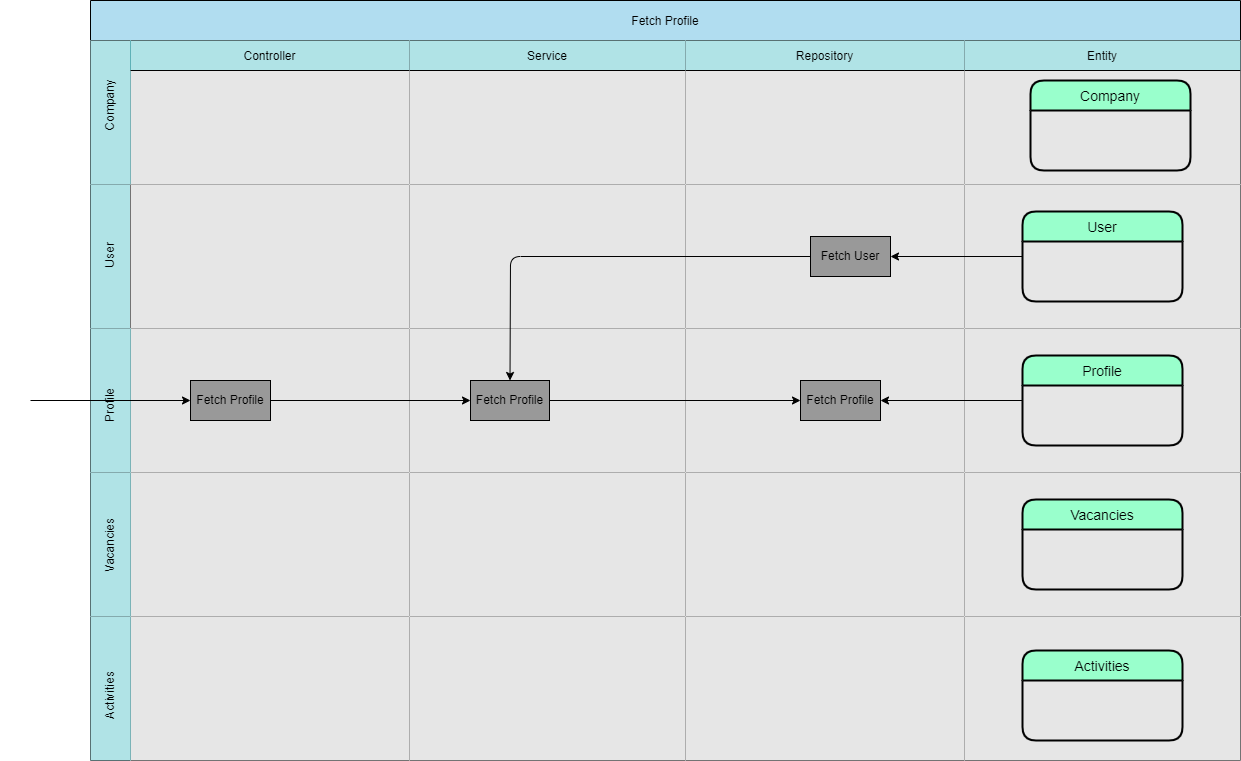 Fetch Profile
Controller
Service
Repository
Entity
Company
Company
User
Fetch User
User
Profile
Fetch Profile
Fetch Profile
Fetch Profile
Profile
Vacancies
Vacancies
Activities
Activities